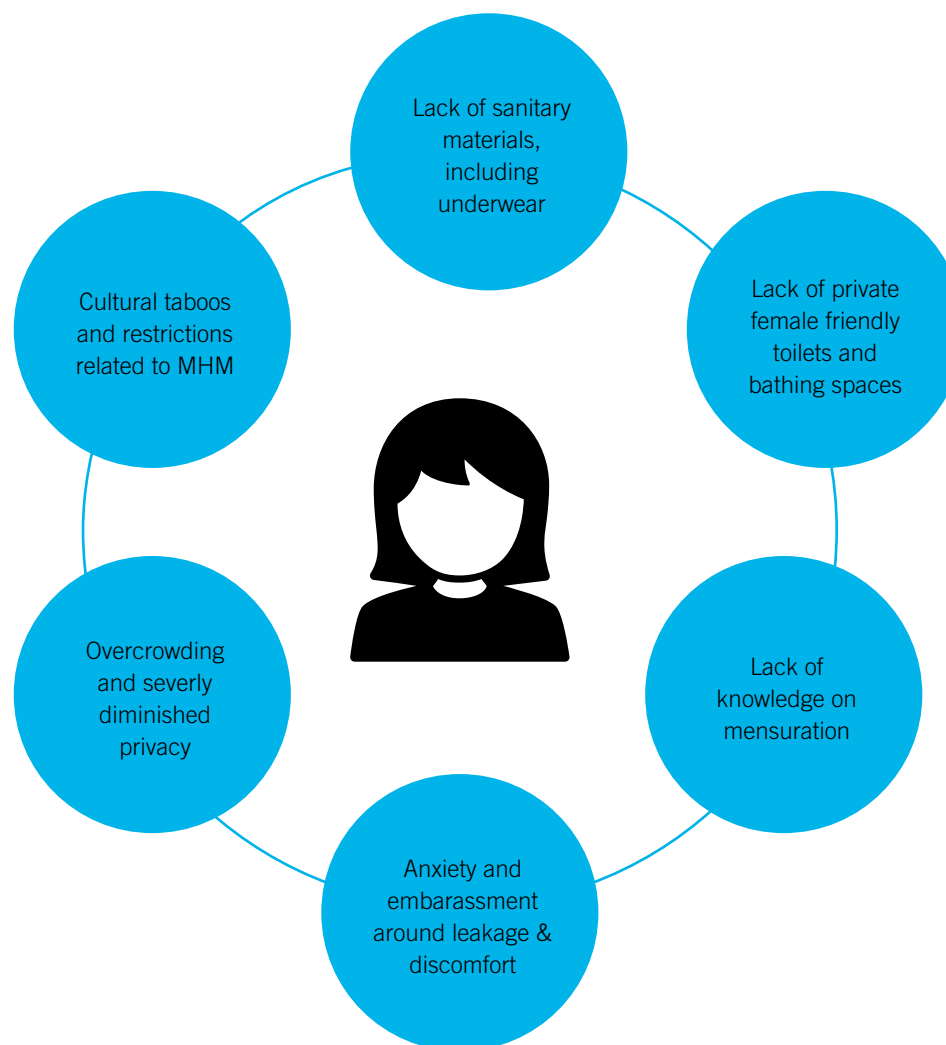 Lack of sanitary
materials,
including
underwear
Lack of private
female friendly
toilets and
bathing spaces
Lack of
knowledge on
mensuration
Anxiety and
embarassment
around leakage &
discomfort
Overcrowding
and severly
diminished
privacy
Cultural taboos
and restrictions
related to MHM